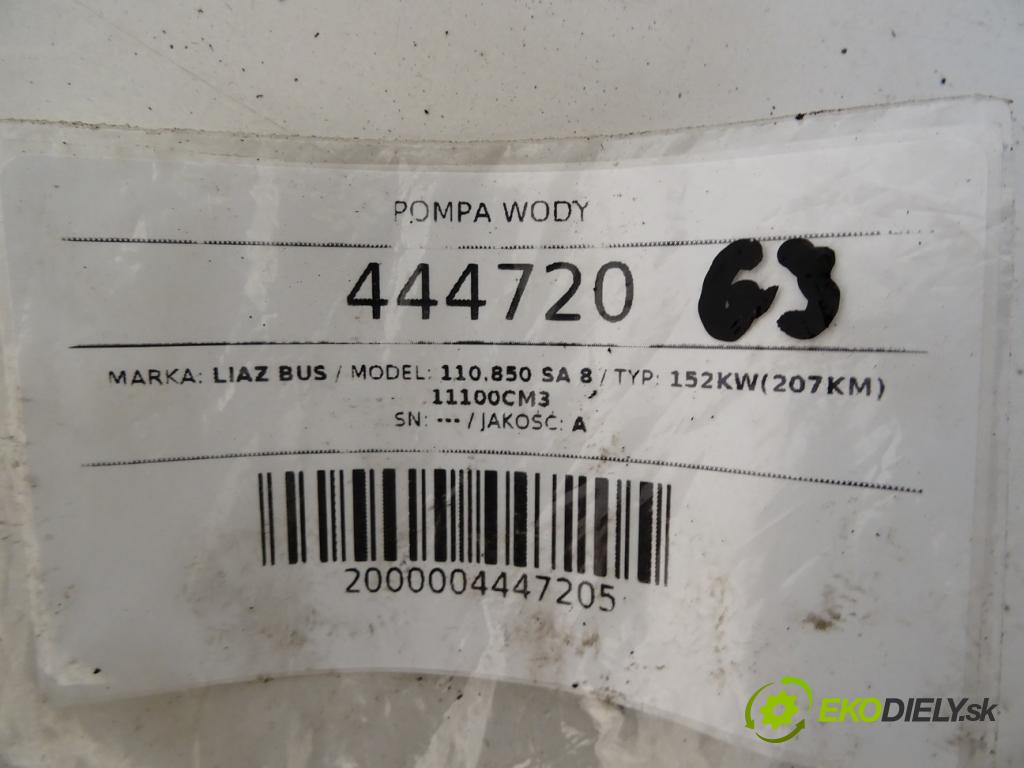 POMPA WODY
444720 63
MARKA: LIAZ BUS / MODEL: 110.850 SA 8 / TYP: 152KW(207KM)
11100CM3
SN: --- / JAKOŚĆ: A
2000004447205
EKODIELY.sk